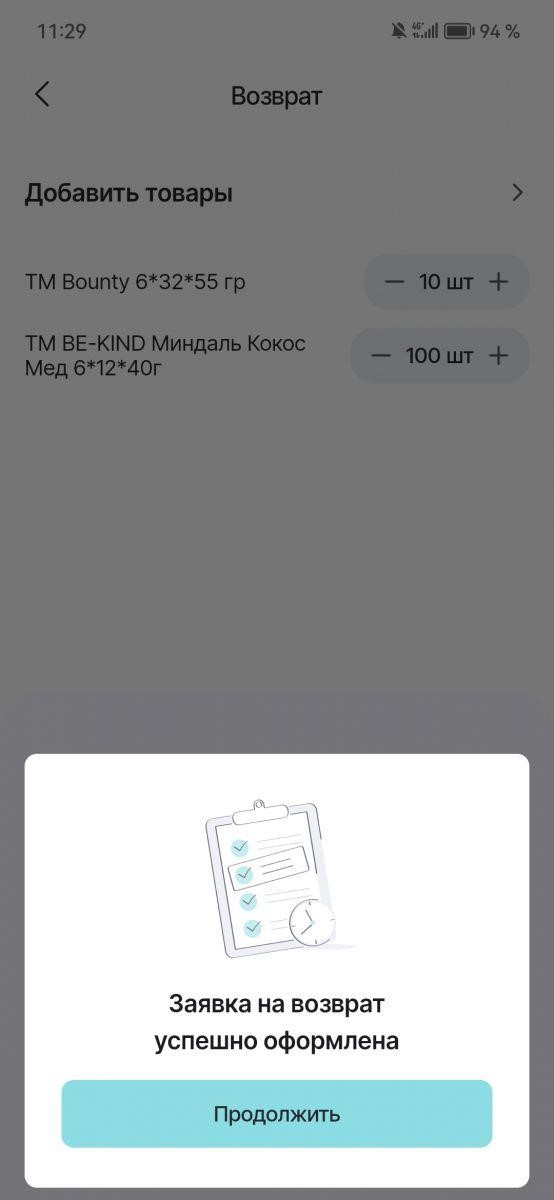 11:29
4G+
94 %
Возврат
Добавить товары
ТМ Bounty 6*32*55 гр
10 шт
ТМ BE-KIND Миндаль Кокос
Мед 6*12*40г
100 шт
Заявка на возврат
успешно оформлена
Продолжить